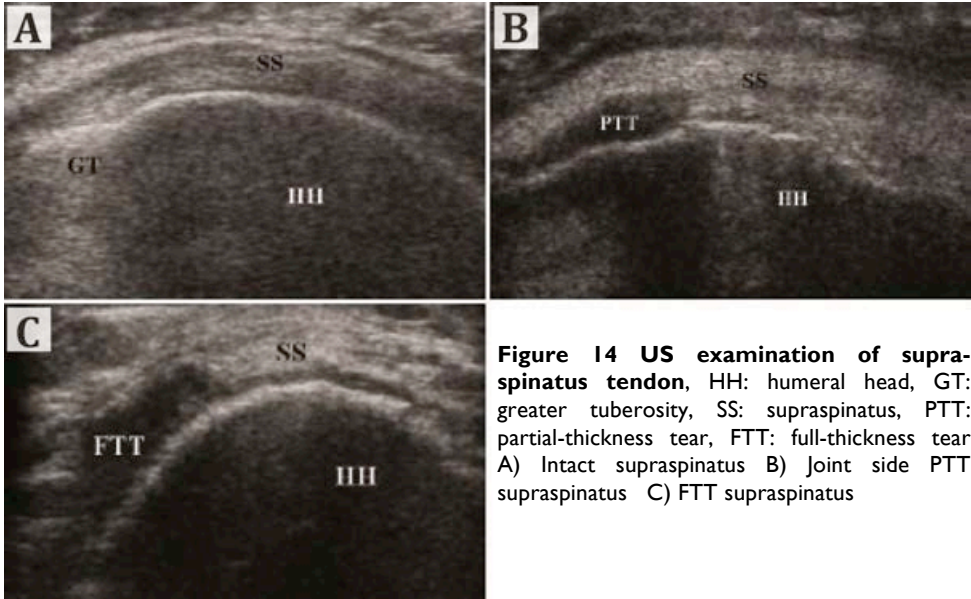 A
SS
GT
HH
B
SS
PTT
HH
C
SS
FTT
HH
Figure 14 US examination of supra-
spinatus tendon, HH: humeral head, GT:
greater tuberosity, SS: supraspinatus, PTT:
partial-thickness tear, FTT: full-thickness tear
A) Intact supraspinatus B) Joint side PTT
supraspinatus C) FTT supraspinatus